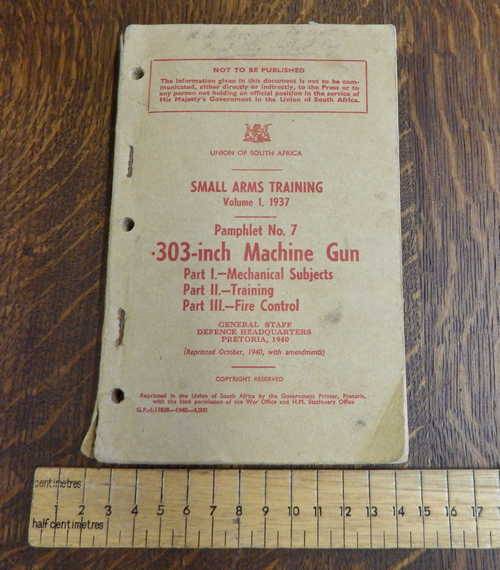 NOT TO BE PUBLISHED
The information given in this document is not to be com-
municated, either directly or indirectly, to the Press or to
any person not holding an official position in the service of
His Majesty's Government in the Union of South Africa.
UNION OF SOUTH AFRICA
SMALL ARMS TRAINING
Volume I, 1937
Pamphlet No. 7
·303-inch Machine Gun
Part I.—Mechanical Subjects
Part II.—Training
Part III.—Fire Control
GENERAL STAFF
DEFENCE HEADQUARTERS
PRETORIA, 1940
(Reprinted October, 1940, with amendments)
COPYRIGHT RESERVED
Reprinted in the Union of South Africa by the Government Printer, Pretoria,
with the kind permission of the War Office and H.M. Stationery Office
centimetres
1 2 3 4 5 6 7 8 9 10 11 12 13 14 15 16 17
half centimetres